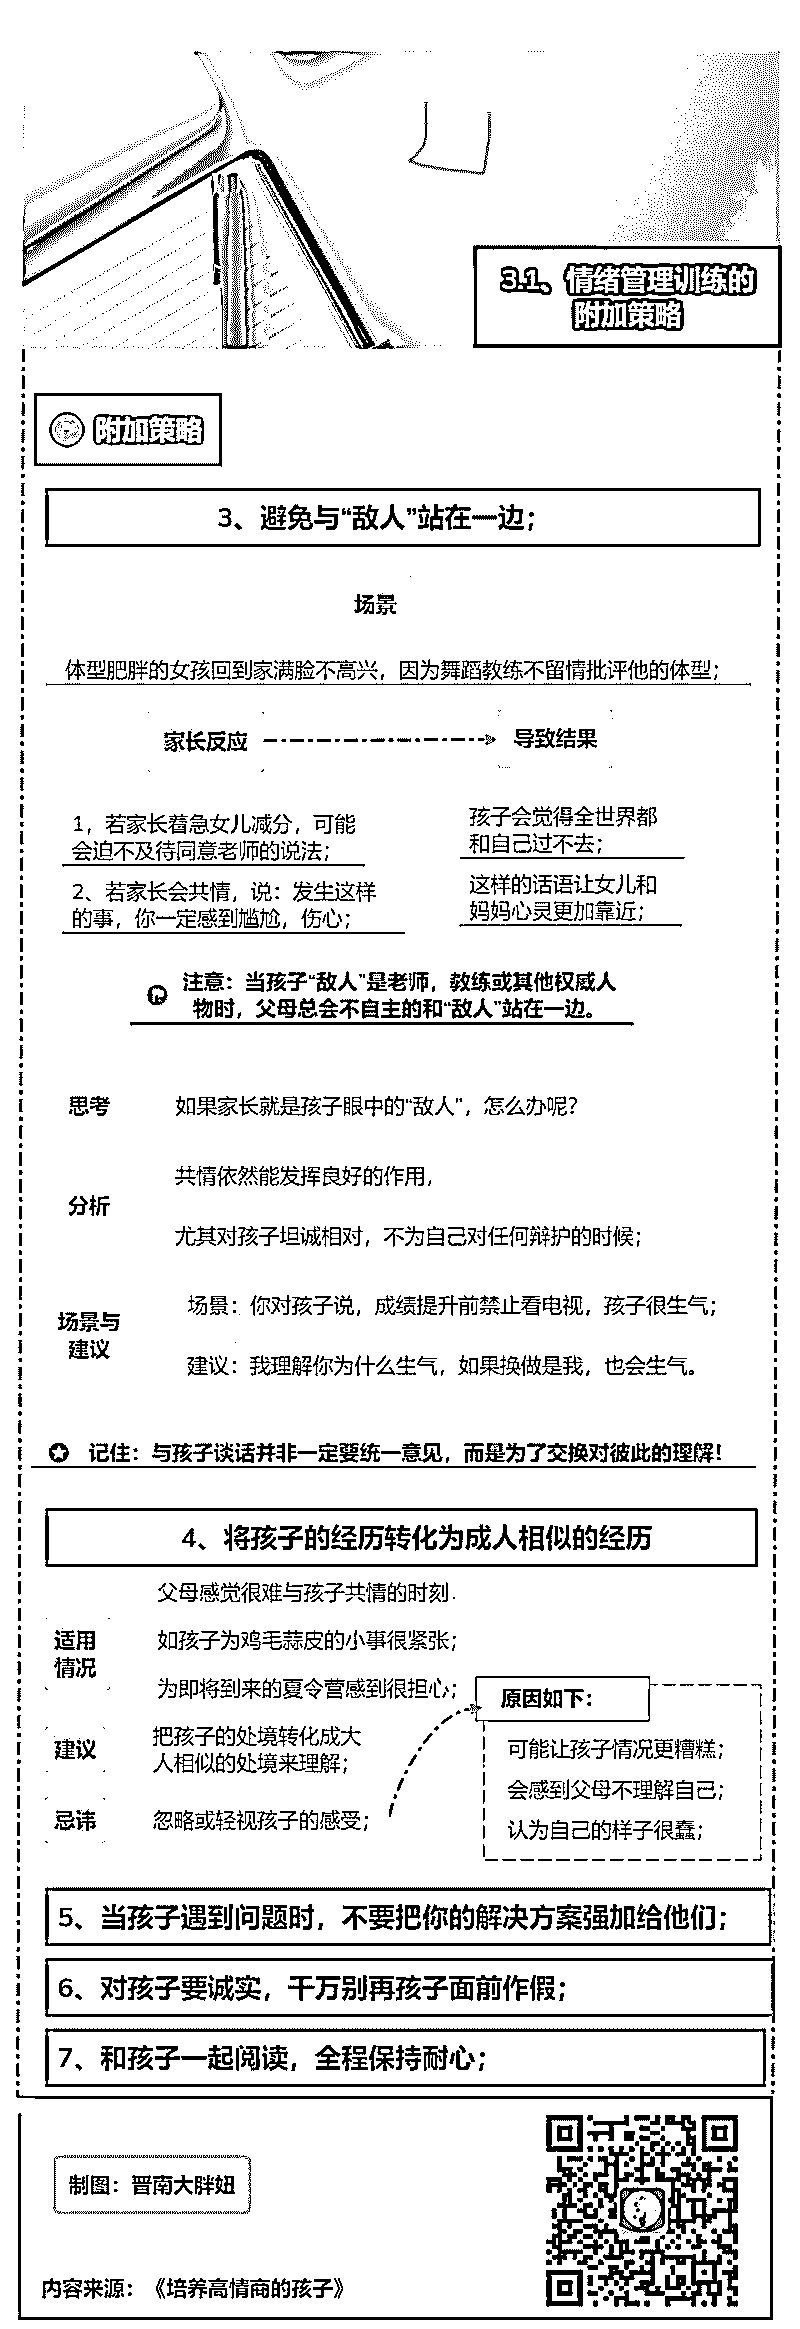 3.1、情绪管理训练的
附加策略
附加策略
3、避免与“敌人”站在一边；
场景
体型肥胖的女孩回到家满脸不高兴，因为舞蹈教练不留情批评他的体型；
家长反应
导致结果
1，若家长着急女儿减分，可能
会迫不及待同意老师的说法；
孩子会觉得全世界都
和自己过不去；
2、若家长会共情，说：发生这样
的事，你一定感到尴尬，伤心；
这样的话语让女儿和
妈妈心灵更加靠近；
注意：当孩子“敌人”是老师，教练或其他权威人
物时，父母总会不自主的和“敌人”站在一边。
思考
如果家长就是孩子眼中的“敌人”，怎么办呢？
分析
共情依然能发挥良好的作用，
尤其对孩子坦诚相对，不为自己对任何辩护的时候；
场景与
建议
场景：你对孩子说，成绩提升前禁止看电视，孩子很生气；
建议：我理解你为什么生气，如果换做是我，也会生气。
记住：与孩子谈话并非一定要统一意见，而是为了交换对彼此的理解！
4、将孩子的经历转化为成人相似的经历
适用
情况
父母感觉很难与孩子共情的时刻.
如孩子为鸡毛蒜皮的小事很紧张；
为即将到来的夏令营感到很担心；
建议
把孩子的处境转化成大
人相似的处境来理解；
忌讳
忽略或轻视孩子的感受；
原因如下：
可能让孩子情况更糟糕；
会感到父母不理解自己；
认为自己的样子很蠢；
5、当孩子遇到问题时，不要把你的解决方案强加给他们；
6、对孩子要诚实，千万别再孩子面前作假；
7、和孩子一起阅读，全程保持耐心；
制图：晋南大胖妞
内容来源：《培养高情商的孩子》